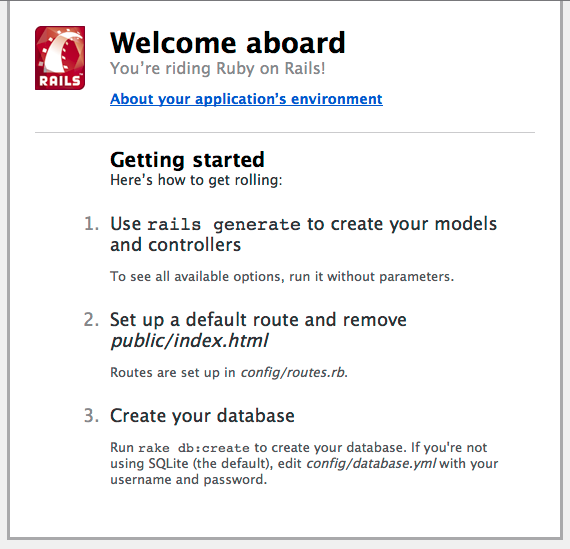 RAILS
Welcome aboard
You’re riding Ruby on Rails!
About your application’s environment
Getting started
Here’s how to get rolling:
1. Use rails generate to create your models
and controllers
To see all available options, run it without parameters.
2. Set up a default route and remove
public/index.html
Routes are set up in config/routes.rb.
3. Create your database
Run rake db:create to create your database. If you're not
using SQLite (the default), edit config/database.yml with your
username and password.